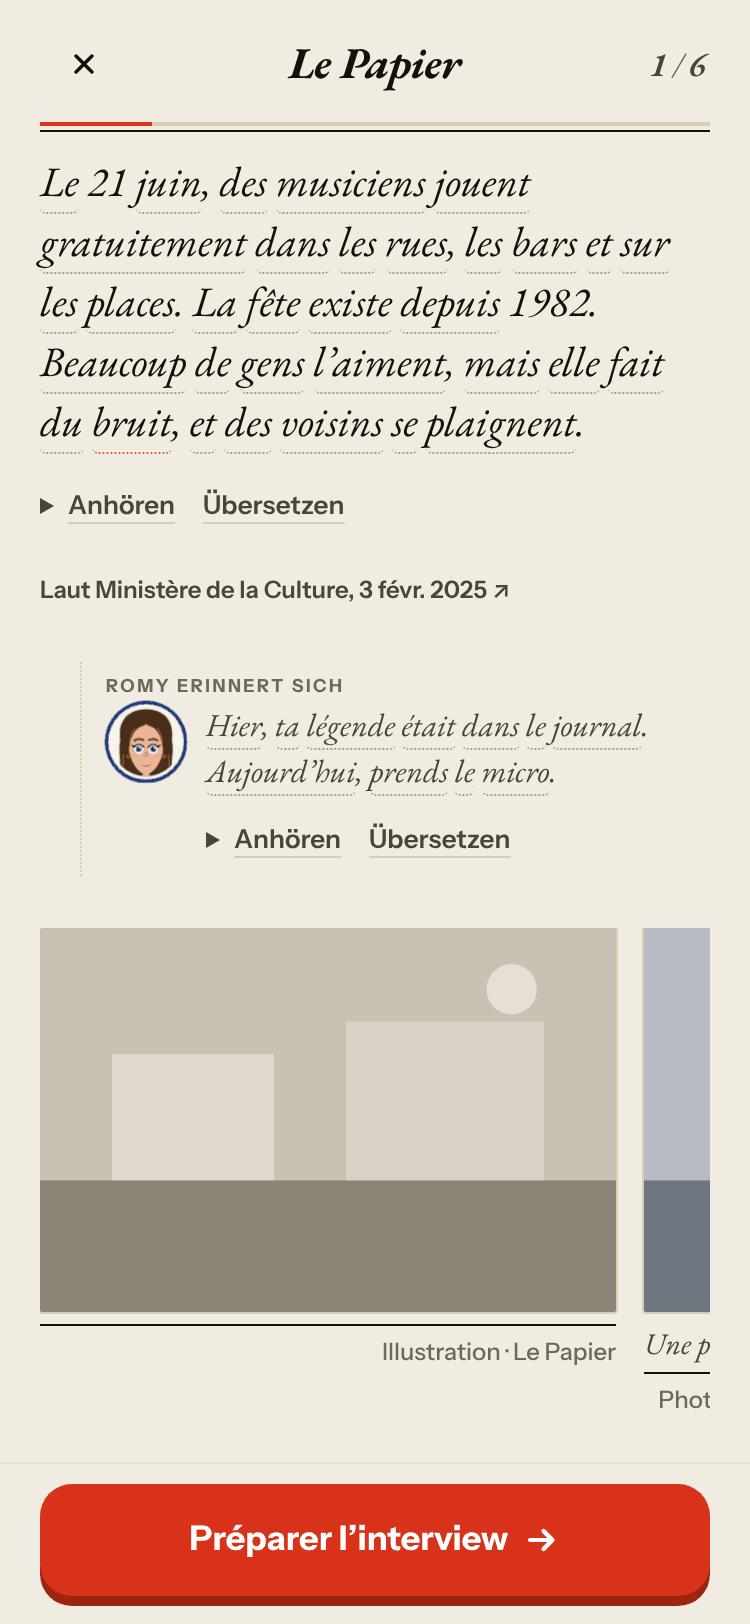 Le Papier
1 / 6
Le 21 juin, des musiciens jouent
gratuitement dans les rues, les bars et sur
les places. La fête existe depuis 1982.
Beaucoup de gens l’aiment, mais elle fait
du bruit, et des voisins se plaignent.
Anhören Übersetzen
Laut Ministère de la Culture, 3 févr. 2025 ↗
ROMY ERINNERT SICH
Hier, ta légende était dans le journal.
Aujourd’hui, prends le micro.
Anhören Übersetzen
Illustration · Le Papier
Une p
Phot
Préparer l’interview →